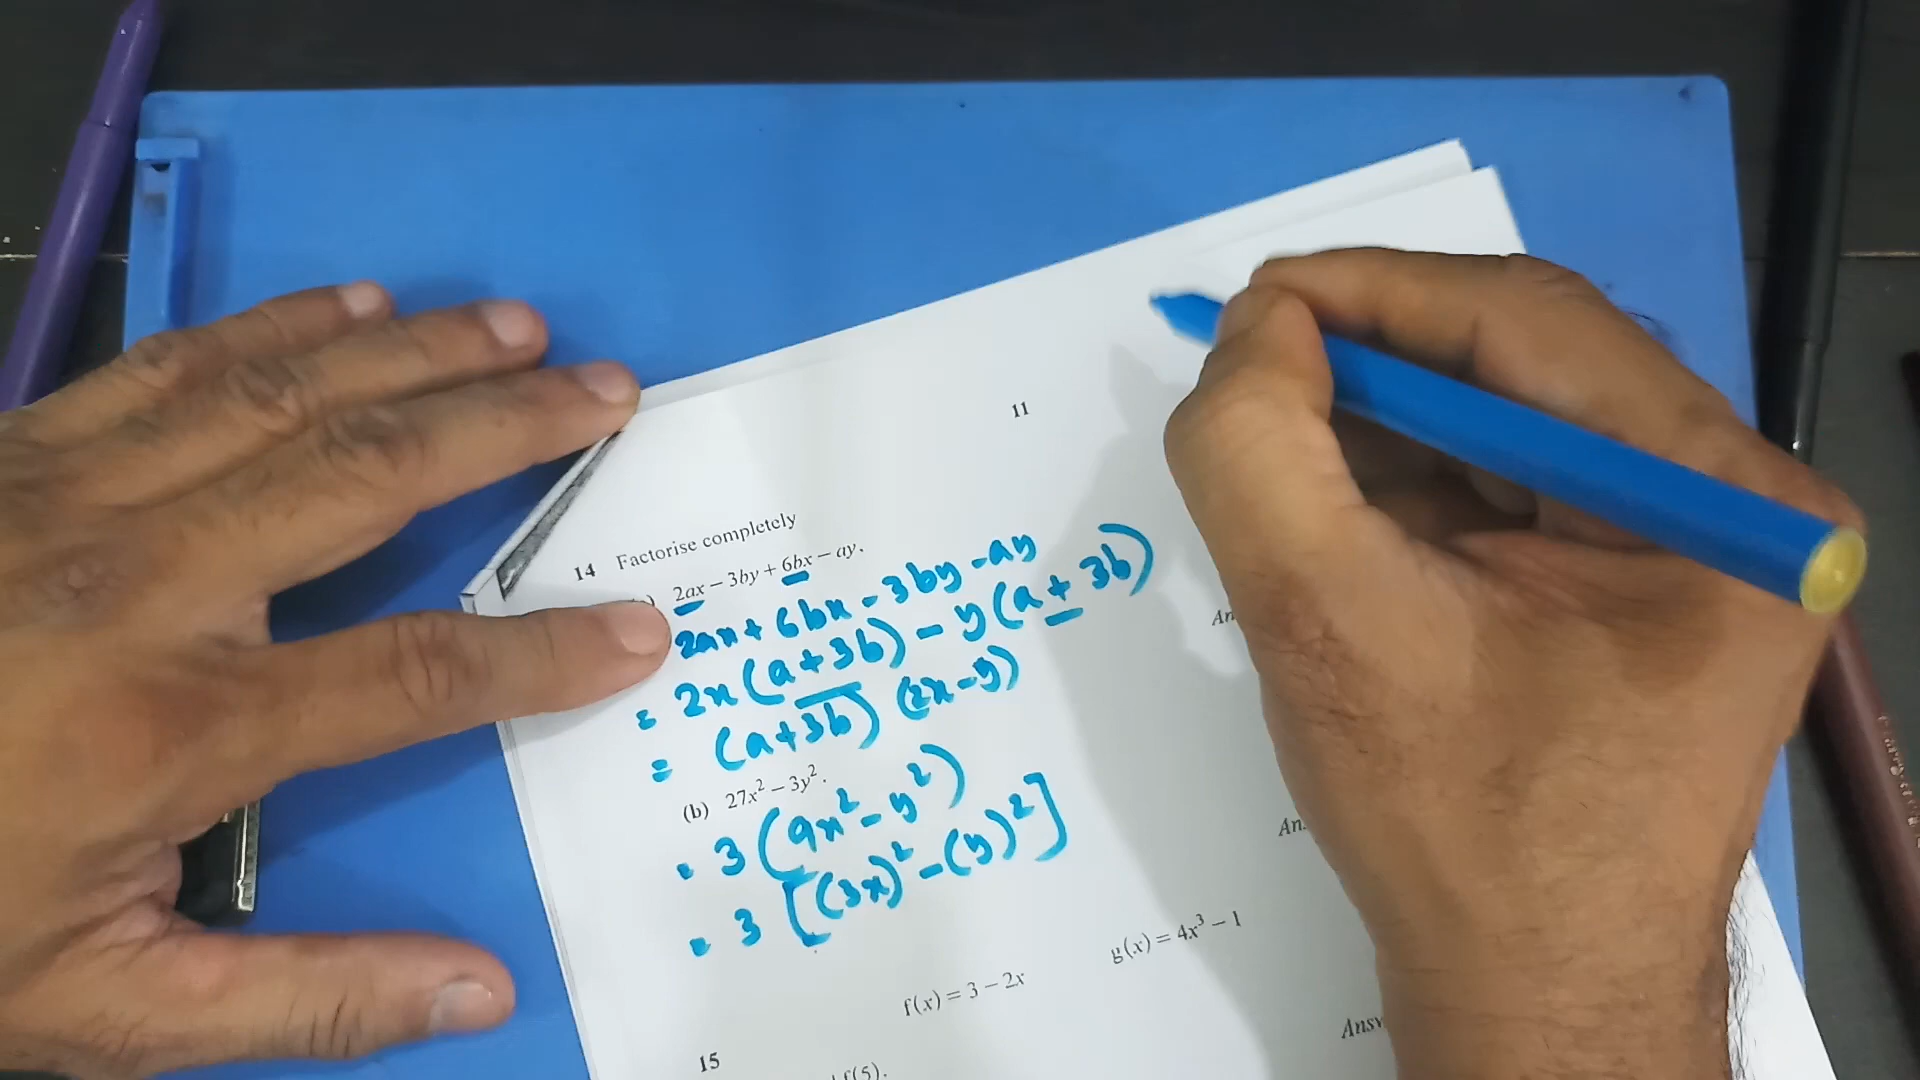 11
14 Factorise completely
2ax − 3by + 6bx − ay.
2ax + 6bx - 3by - ay
= 2x (a + 3b) - y (a + 3b)
= (a + 3b) (2x - y)
(b) 27x² − 3y².
= 3 (9x² - y²)
= 3 [(3x)² - (y)²]
f(x) = 3 − 2x g(x) = 4x³ − 1
15
f(5).